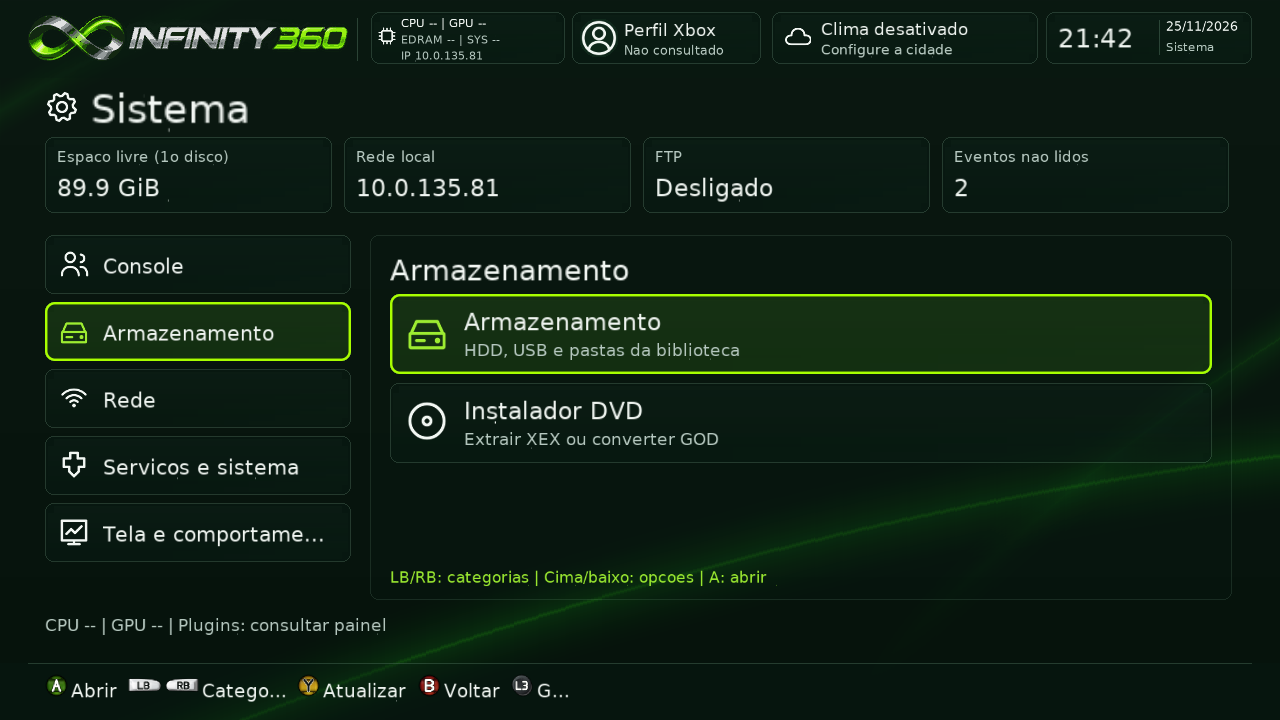 INFINITY 360
CPU -- | GPU --
EDRAM -- | SYS --
IP 10.0.135.81
Perfil Xbox
Nao consultado
Clima desativado
Configure a cidade
21:42
25/11/2026
Sistema
Sistema
Espaco livre (1o disco)
89.9 GiB
Rede local
10.0.135.81
FTP
Desligado
Eventos nao lidos
2
Console
Armazenamento
Rede
Servicos e sistema
Tela e comportame...
Armazenamento
Armazenamento
HDD, USB e pastas da biblioteca
Instalador DVD
Extrair XEX ou converter GOD
LB/RB: categorias | Cima/baixo: opcoes | A: abrir
CPU -- | GPU -- | Plugins: consultar painel
A Abrir LB RB Catego... Y Atualizar B Voltar L3 G...